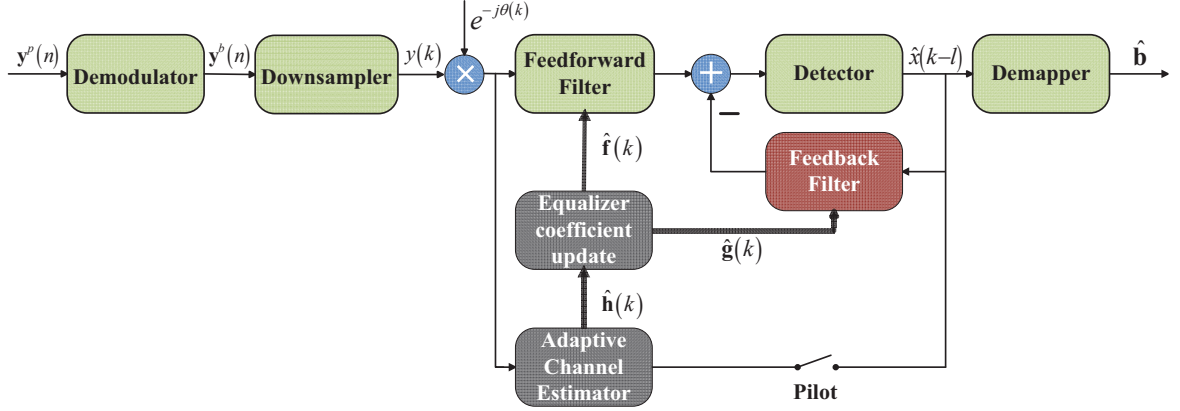 e^{-jθ(k)}
y^p(n)
Demodulator
y^b(n)
Downsampler
y(k)
×
Feedforward
Filter
+
−
Detector
x̂(k−l)
Demapper
b̂
f̂(k)
Feedback
Filter
Equalizer
coefficient
update
ĝ(k)
ĥ(k)
Adaptive
Channel
Estimator
Pilot